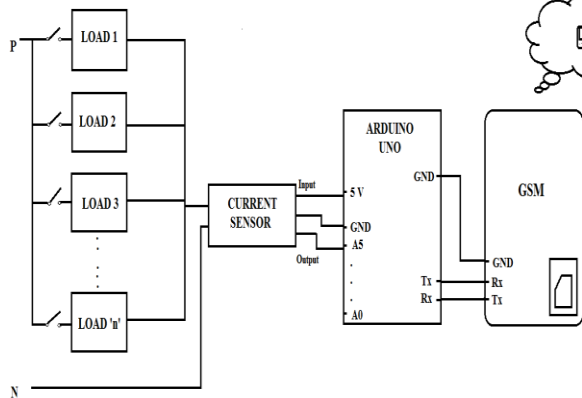 P
LOAD 1
LOAD 2
LOAD 3
LOAD 'n'
N
CURRENT
SENSOR
Input
Output
ARDUINO
UNO
5 V
GND
A5
A0
GND
Tx
Rx
GSM
GND
Rx
Tx